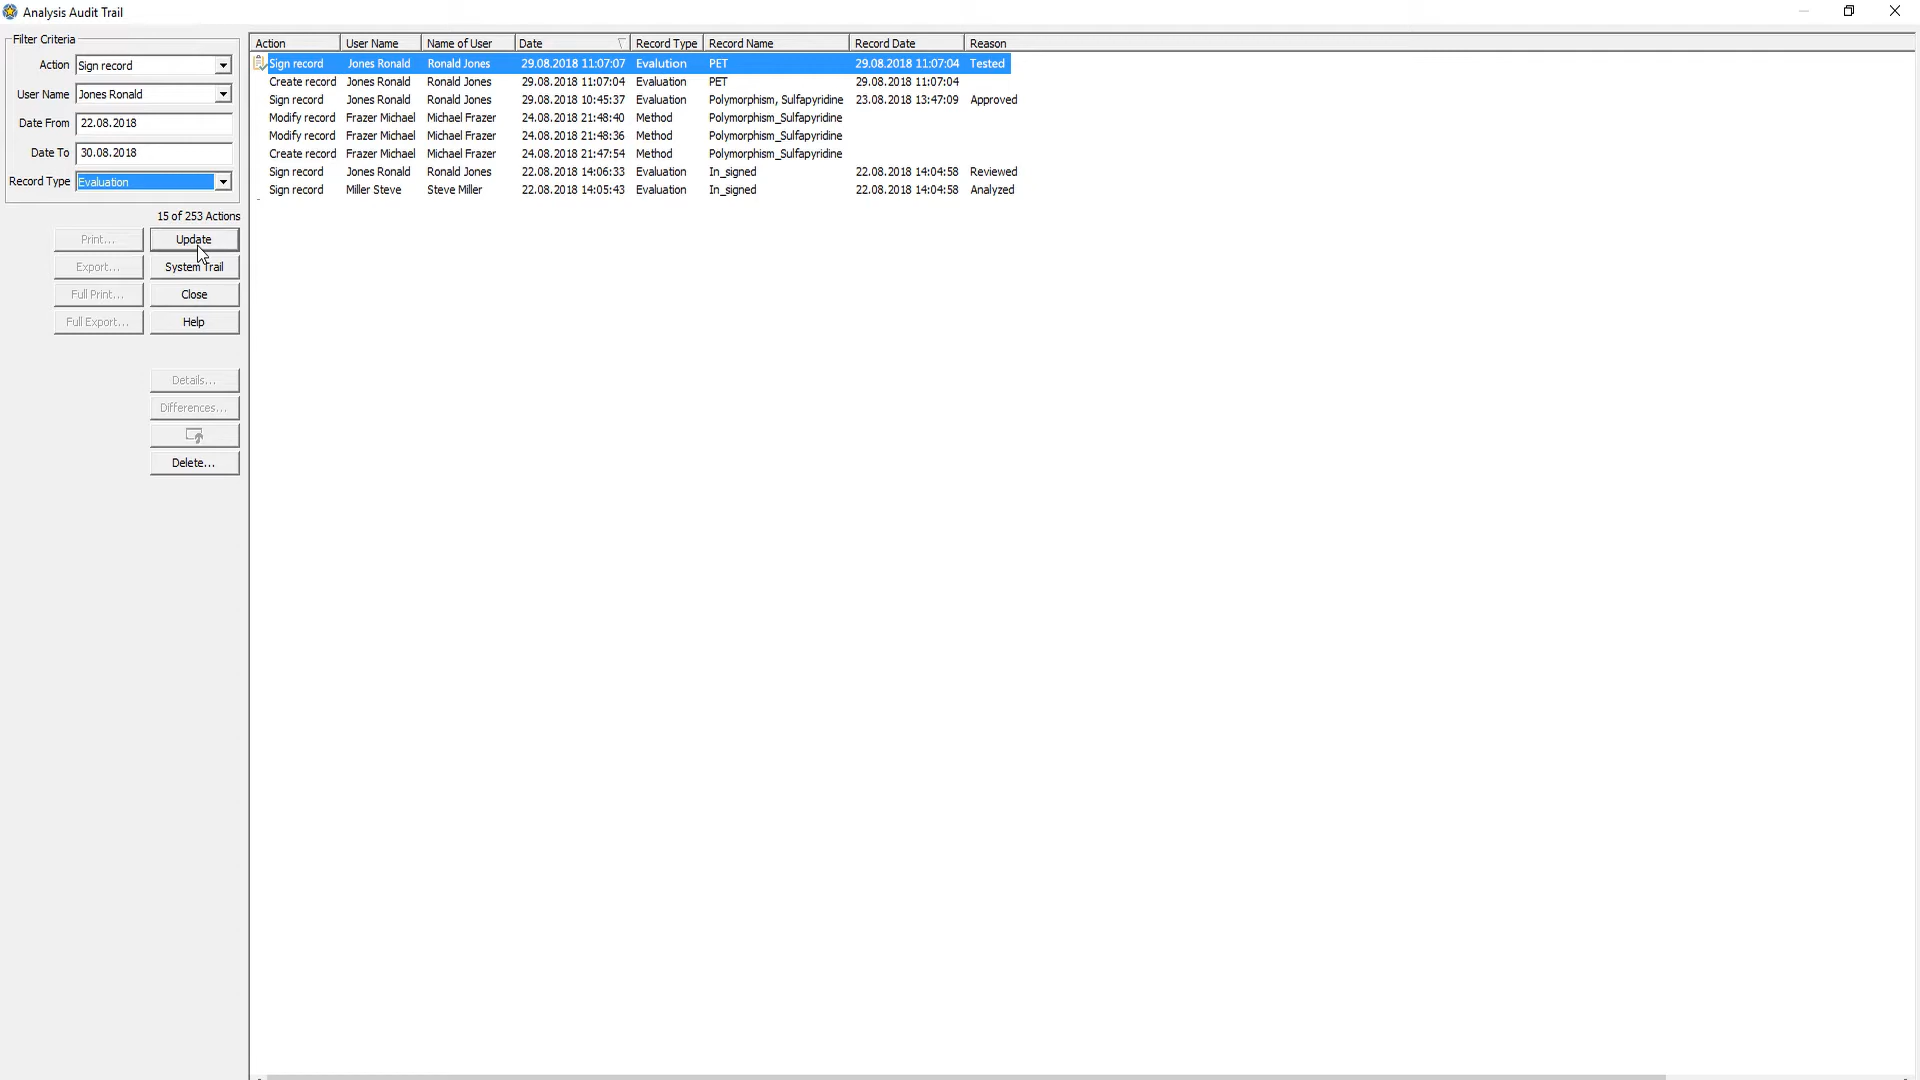 Analysis Audit Trail
Filter Criteria
Action Sign record
User Name Jones Ronald
Date From 22.08.2018
Date To 30.08.2018
Record Type Evaluation
15 of 253 Actions
Print... Update
Export... System Trail
Full Print... Close
Full Export... Help
Details...
Differences...
Delete...
Action User Name Name of User Date Record Type Record Name Record Date Reason
Sign record Jones Ronald Ronald Jones 29.08.2018 11:07:07 Evalution PET 29.08.2018 11:07:04 Tested
Create record Jones Ronald Ronald Jones 29.08.2018 11:07:04 Evaluation PET 29.08.2018 11:07:04
Sign record Jones Ronald Ronald Jones 29.08.2018 10:45:37 Evaluation Polymorphism, Sulfapyridine 23.08.2018 13:47:09 Approved
Modify record Frazer Michael Michael Frazer 24.08.2018 21:48:40 Method Polymorphism_Sulfapyridine
Modify record Frazer Michael Michael Frazer 24.08.2018 21:48:36 Method Polymorphism_Sulfapyridine
Create record Frazer Michael Michael Frazer 24.08.2018 21:47:54 Method Polymorphism_Sulfapyridine
Sign record Jones Ronald Ronald Jones 22.08.2018 14:06:33 Evaluation In_signed 22.08.2018 14:04:58 Reviewed
Sign record Miller Steve Steve Miller 22.08.2018 14:05:43 Evaluation In_signed 22.08.2018 14:04:58 Analyzed